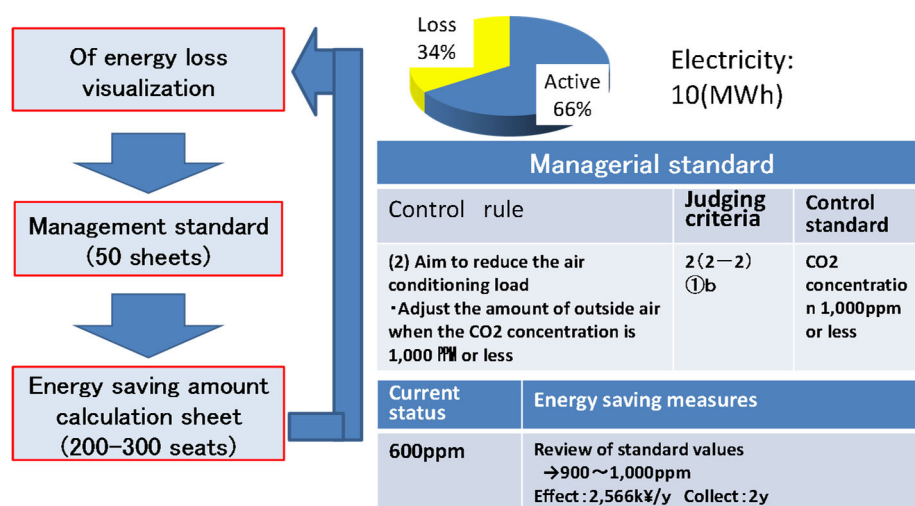 Of energy loss
visualization
Management standard
(50 sheets)
Energy saving amount
calculation sheet
(200-300 seats)
Loss
34%
Active
66%
Electricity:
10(MWh)
Managerial standard
Control rule
Judging
criteria
Control
standard
(2) Aim to reduce the air
conditioning load
・Adjust the amount of outside air
when the CO2 concentration is
1,000 PPM or less
2(2−2)
①b
CO2
concentratio
n 1,000ppm
or less
Current
status
Energy saving measures
600ppm
Review of standard values
→900～1,000ppm
Effect:2,566k¥/y Collect:2y